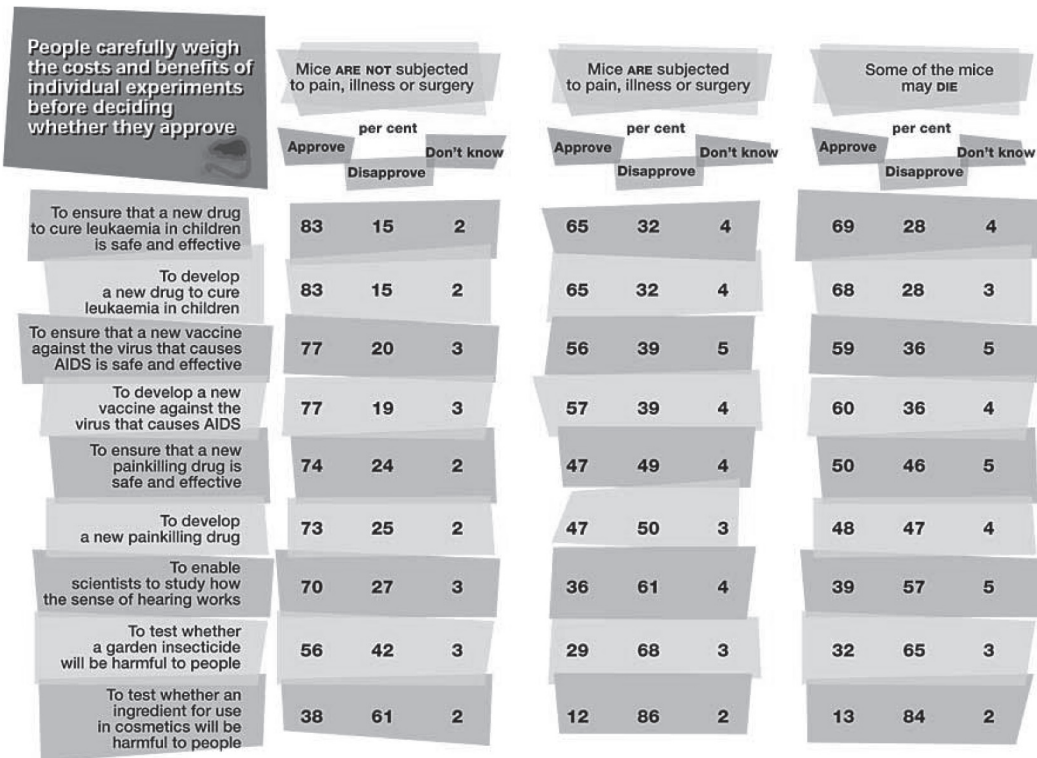 People carefully weigh
the costs and benefits of
individual experiments
before deciding
whether they approve
Mice ARE NOT subjected
to pain, illness or surgery
Mice ARE subjected
to pain, illness or surgery
Some of the mice
may DIE
per cent
per cent
per cent
Approve
Disapprove
Don't know
Approve
Disapprove
Don't know
Approve
Disapprove
Don't know
To ensure that a new drug
to cure leukaemia in children
is safe and effective
83 15 2 65 32 4 69 28 4
To develop
a new drug to cure
leukaemia in children
83 15 2 65 32 4 68 28 3
To ensure that a new vaccine
against the virus that causes
AIDS is safe and effective
77 20 3 56 39 5 59 36 5
To develop a new
vaccine against the
virus that causes AIDS
77 19 3 57 39 4 60 36 4
To ensure that a new
painkilling drug is
safe and effective
74 24 2 47 49 4 50 46 5
To develop
a new painkilling drug
73 25 2 47 50 3 48 47 4
To enable
scientists to study how
the sense of hearing works
70 27 3 36 61 4 39 57 5
To test whether
a garden insecticide
will be harmful to people
56 42 3 29 68 3 32 65 3
To test whether an
ingredient for use
in cosmetics will be
harmful to people
38 61 2 12 86 2 13 84 2